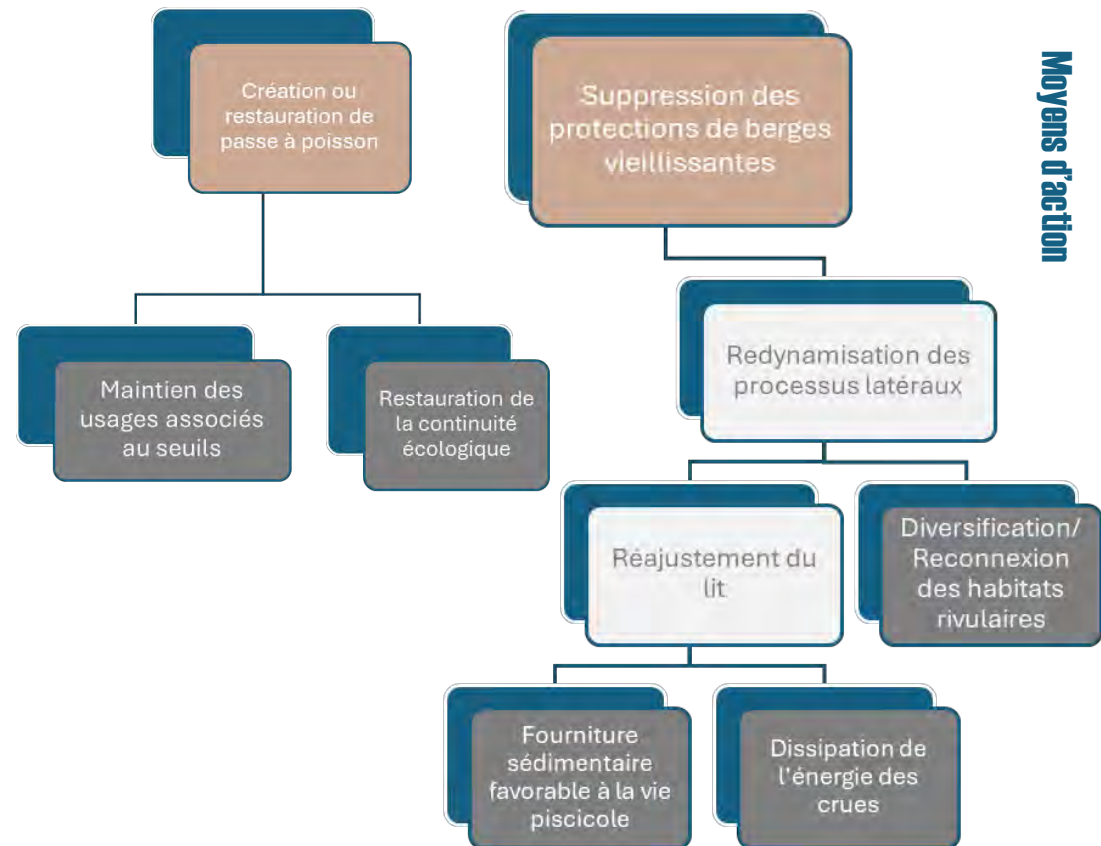 Moyens d'action
Création ou
restauration de
passe à poisson
Suppression des
protections de berges
vieillissantes
Redynamisation des
processus latéraux
Maintien des
usages associés
au seuils
Restauration de
la continuité
écologique
Réajustement du
lit
Diversification/
Reconnexion
des habitats
rivulaires
Fourniture
sédimentaire
favorable à la vie
piscicole
Dissipation de
l'énergie des
crues